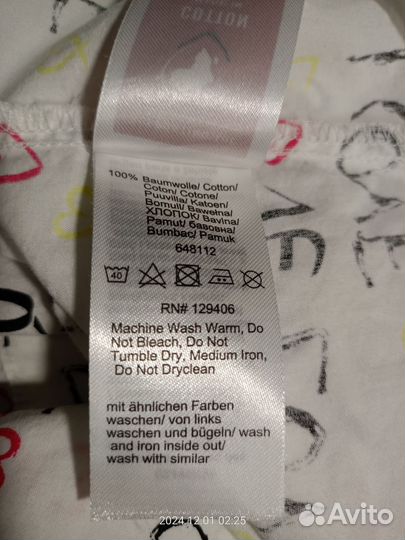 COTTON
100% Baumwolle/ Cotton/
Coton/ Cotone/
Puuvilla/ Katoen/
Bomull/ Bawełna/
ХЛОПОК/ Bavlna/
Pamut/ бавовна/
Bumbac/ Pamuk
648112
40
RN# 129406
Machine Wash Warm, Do
Not Bleach, Do Not
Tumble Dry, Medium Iron,
Do Not Dryclean
mit ähnlichen Farben
waschen/ von links
waschen und bügeln/ wash
and iron inside out/
wash with similar
2024.12.01 02:25
Avito